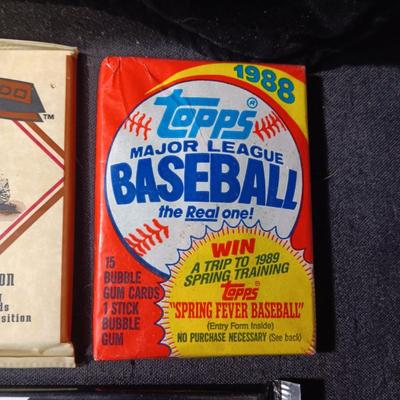 1988
Topps®
MAJOR LEAGUE
BASEBALL
the Real one!
WIN
A TRIP TO 1989
SPRING TRAINING
Topps®
"SPRING FEVER BASEBALL"
(Entry Form Inside)
NO PURCHASE NECESSARY (See back)
15
BUBBLE
GUM CARDS
1 STICK
BUBBLE
GUM
TM